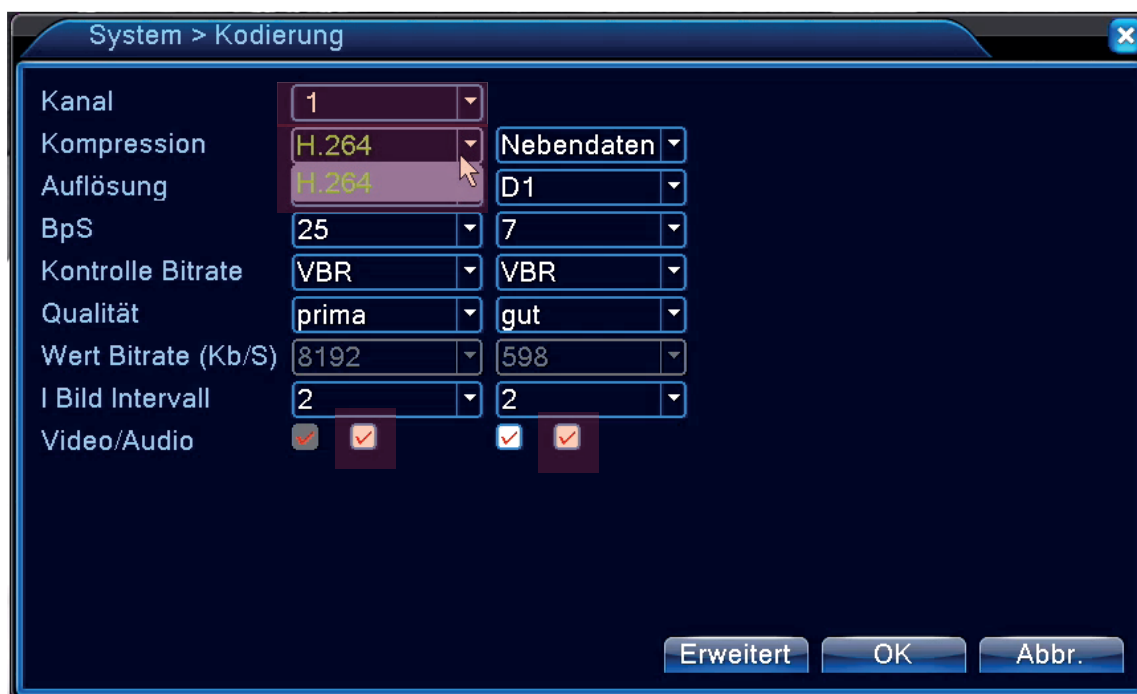 System > Kodierung
Kanal 1
Kompression H.264 Nebendaten
Auflösung H.264 D1
BpS 25 7
Kontrolle Bitrate VBR VBR
Qualität prima gut
Wert Bitrate (Kb/S) 8192 598
I Bild Intervall 2 2
Video/Audio
Erweitert OK Abbr.